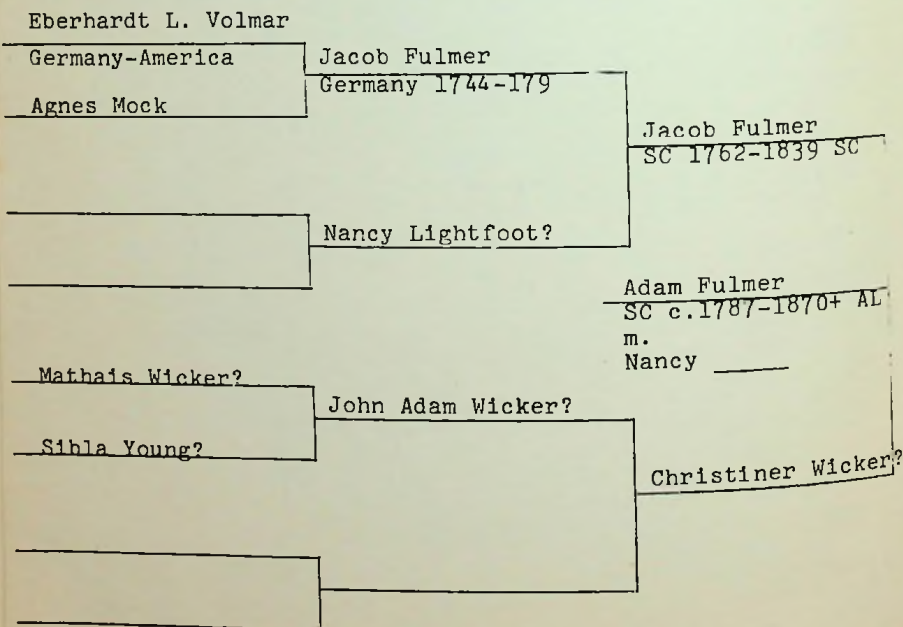 Eberhardt L. Volmar
Germany-America
Agnes Mock
Jacob Fulmer
Germany 1744-179
Jacob Fulmer
SC 1762-1839 SC
Nancy Lightfoot?
Adam Fulmer
SC c.1787-1870+ AL
m.
Nancy
Mathais Wicker?
Sibla Young?
John Adam Wicker?
Christiner Wicker?